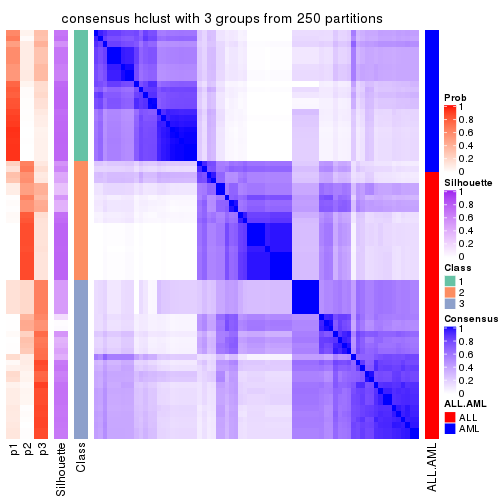 consensus hclust with 3 groups from 250 partitions
Prob
1
0.8
0.6
0.4
0.2
0
Silhouette
1
0.8
0.6
0.4
0.2
0
Class
1
2
3
Consensus
1
0.8
0.6
0.4
0.2
0
ALL.AML
ALL
AML
p1
p2
p3
Silhouette
Class
ALL.AML